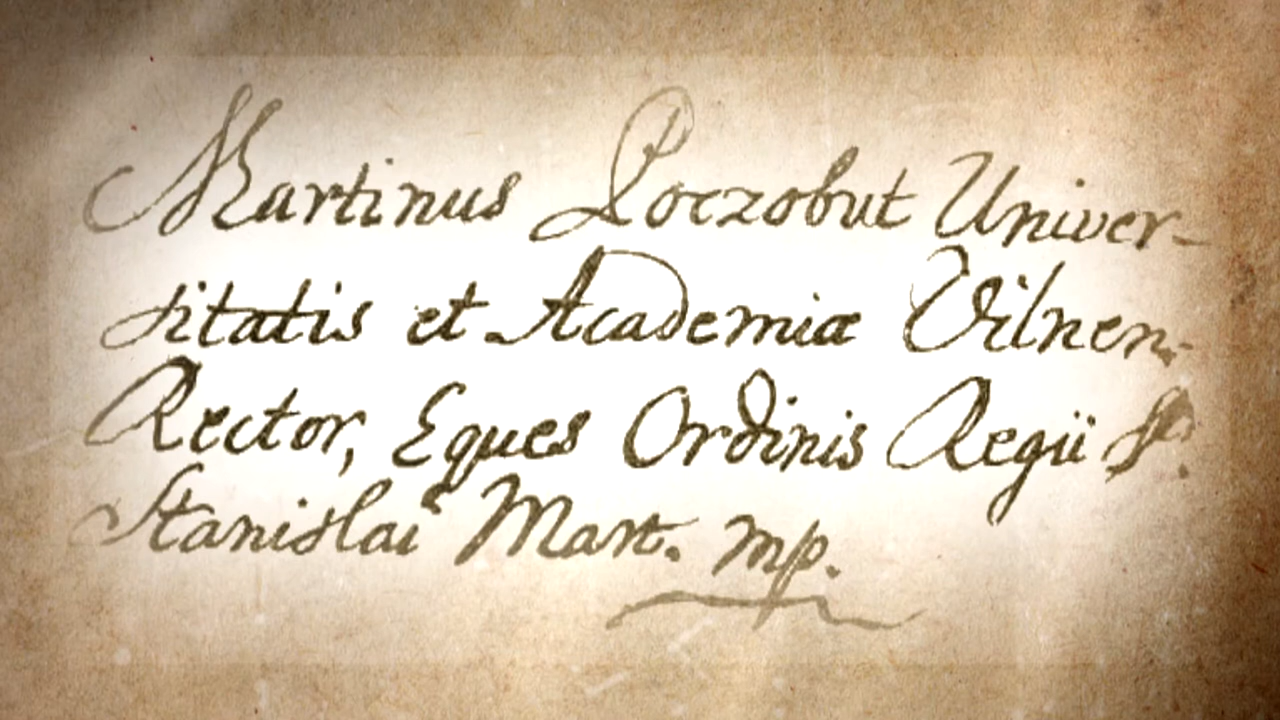 Martinus Poczobut Univer-
sitatis et Academiæ Vilnen.
Rector, Eques Ordinis Regii S.
Stanislai Mart. mp.